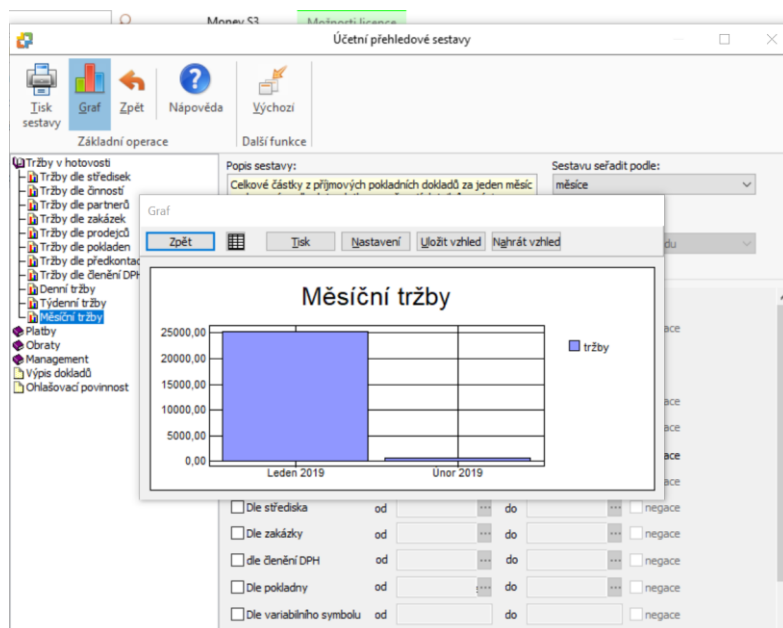 Money S3 Možnosti licence
Účetní přehledové sestavy
Tisk sestavy
Graf
Zpět
Nápověda
Výchozí
Základní operace
Další funkce
Tržby v hotovosti
Tržby dle středisek
Tržby dle činností
Tržby dle partnerů
Tržby dle zakázek
Tržby dle prodejců
Tržby dle pokladen
Tržby dle předkontac
Tržby dle členění DPH
Denní tržby
Týdenní tržby
Měsíční tržby
Platby
Obraty
Management
Výpis dokladů
Ohlašovací povinnost
Popis sestavy:
Celkové částky z příjmových pokladních dokladů za jeden měsíc
Sestavu seřadit podle:
měsíce
du
Graf
Zpět
Tisk
Nastavení
Uložit vzhled
Nahrát vzhled
Měsíční tržby
25000,00
20000,00
15000,00
10000,00
5000,00
0,00
Leden 2019
Únor 2019
tržby
ace
ace
ace
ace
ace
Dle střediska od ... do ... negace
Dle zakázky od ... do ... negace
dle členění DPH od ... do ... negace
Dle pokladny od ... do ... negace
Dle variabilního symbolu od do negace